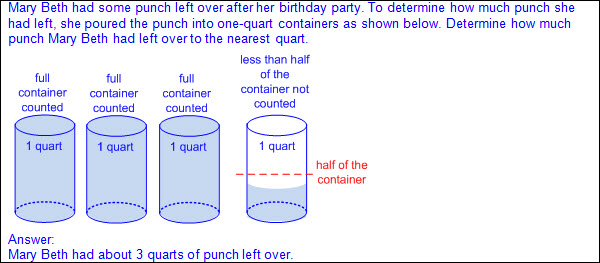 Mary Beth had some punch left over after her birthday party. To determine how much punch she
had left, she poured the punch into one-quart containers as shown below. Determine how much
punch Mary Beth had left over to the nearest quart.
full
container
counted
full
container
counted
full
container
counted
less than half
of the
container not
counted
1 quart
1 quart
1 quart
1 quart
half of the
container
Answer:
Mary Beth had about 3 quarts of punch left over.